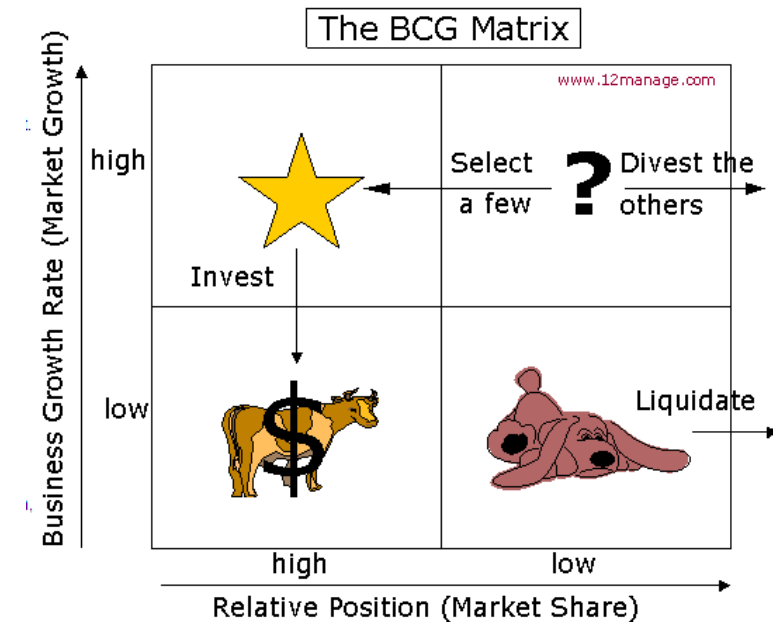 The BCG Matrix
www.12manage.com
Business Growth Rate (Market Growth)
high
Select
a few
?
Divest the
others
Invest
low
$
Liquidate
high
low
Relative Position (Market Share)